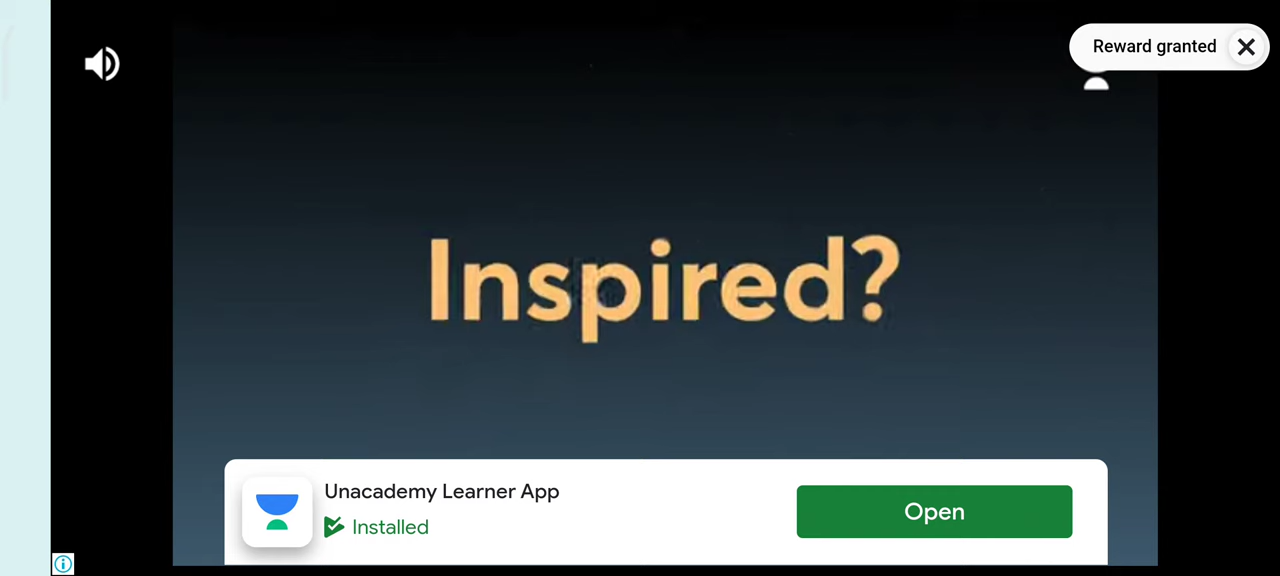 Reward granted
Inspired?
Unacademy Learner App
Installed
Open